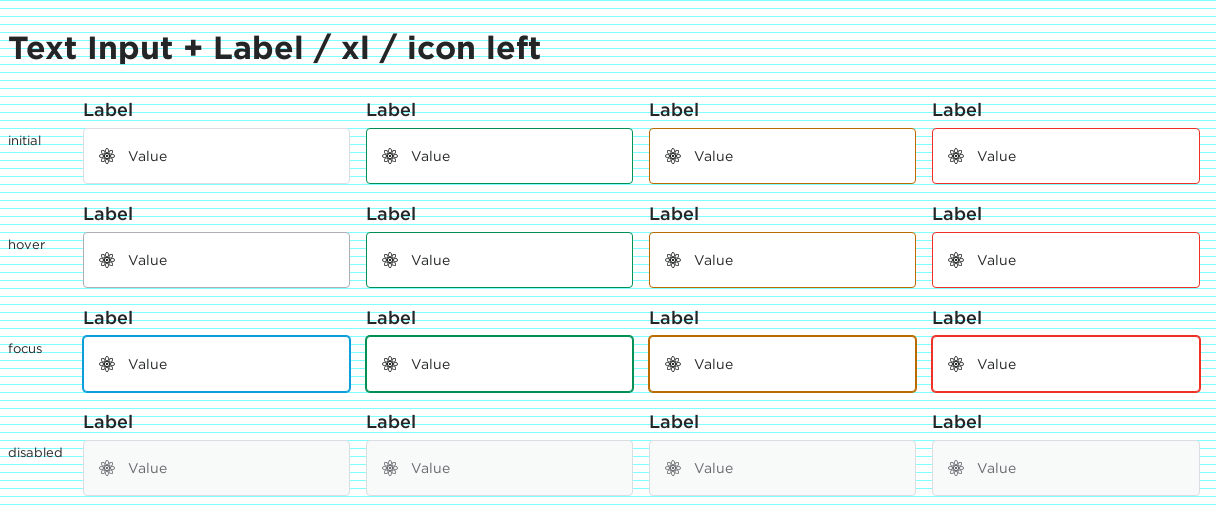 Text Input + Label / xl / icon left
Label Label Label Label
initial Value Value Value Value
Label Label Label Label
hover Value Value Value Value
Label Label Label Label
focus Value Value Value Value
Label Label Label Label
disabled Value Value Value Value